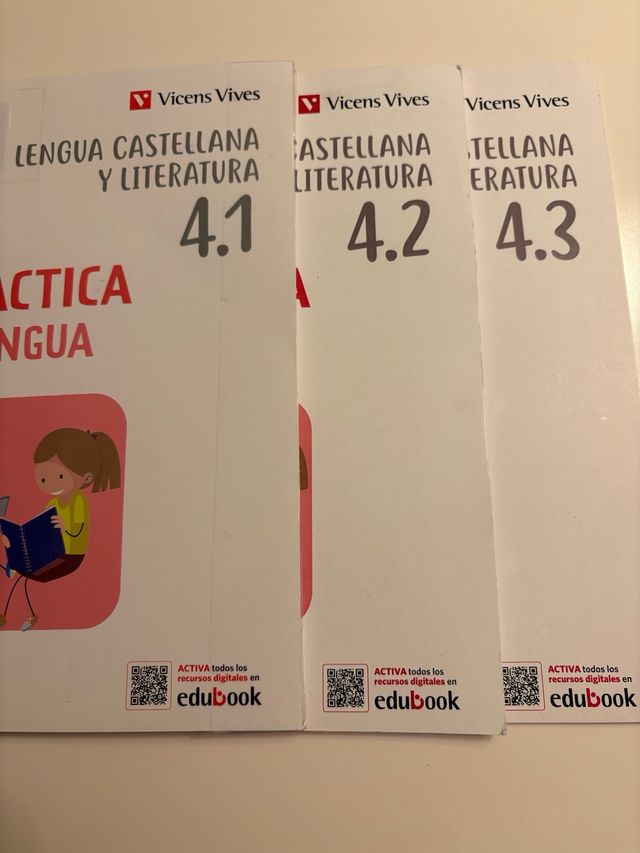 Vicens Vives
LENGUA CASTELLANA
Y LITERATURA
4.1
ACTICA
NGUA
ACTIVA todos los
recursos digitales en
edubook
Vicens Vives
CASTELLANA
LITERATURA
4.2
A
ACTIVA todos los
recursos digitales en
edubook
Vicens Vives
TELLANA
ERATURA
4.3
ACTIVA todos los
recursos digitales en
edubook